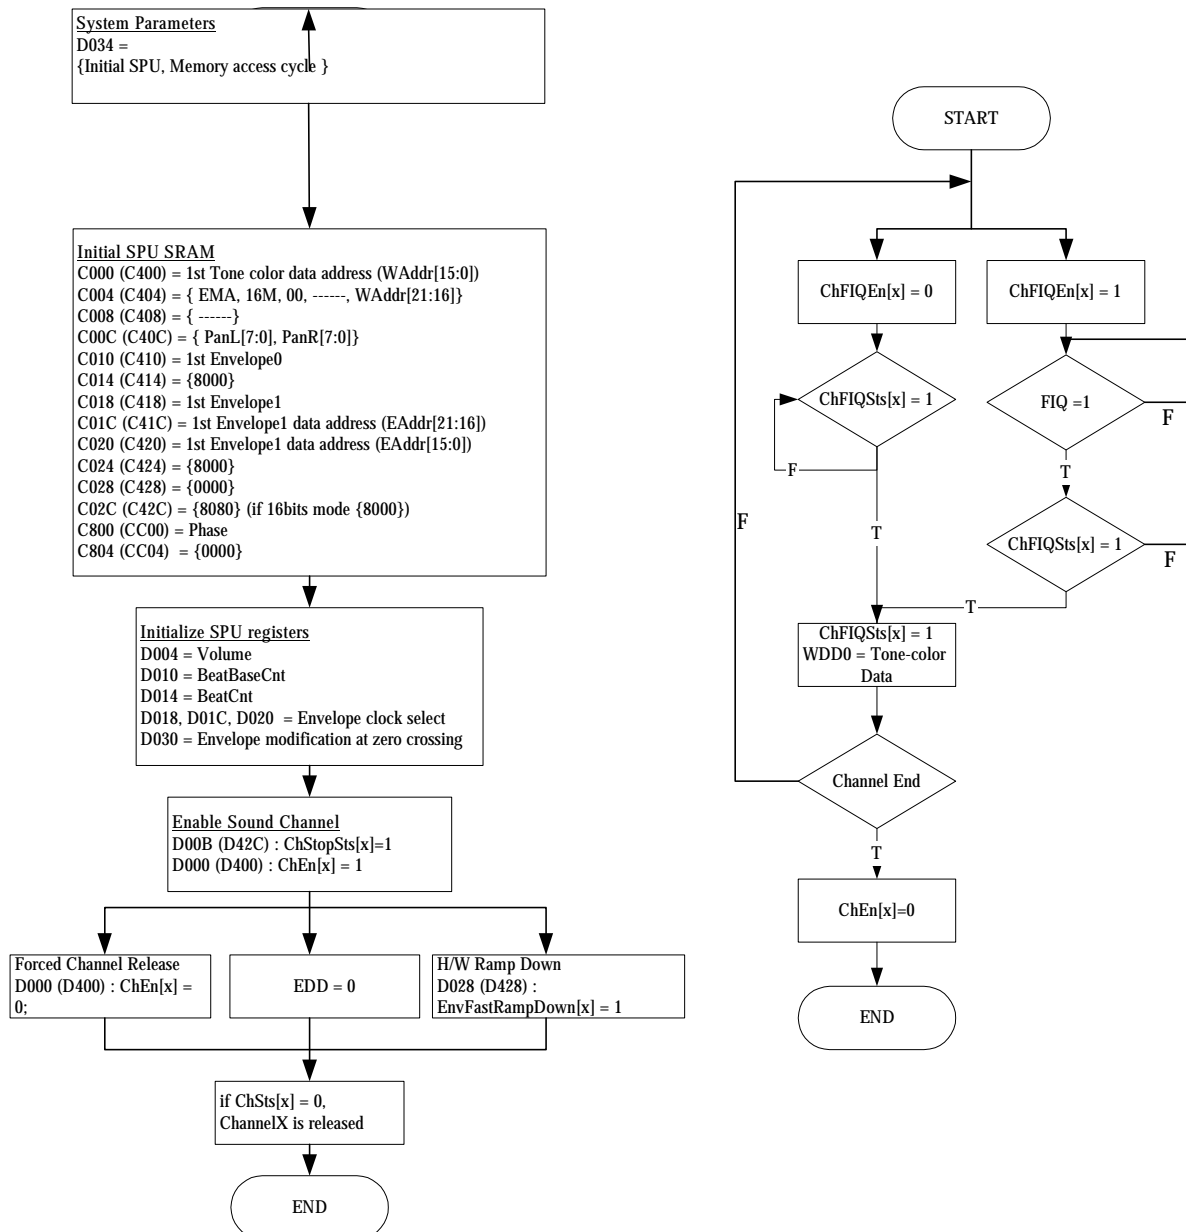 System Parameters
D034 =
{Initial SPU, Memory access cycle }
Initial SPU SRAM
C000 (C400) = 1st Tone color data address (WAddr[15:0])
C004 (C404) = { EMA, 16M, 00, ------, WAddr[21:16]}
C008 (C408) = { ------}
C00C (C40C) = { PanL[7:0], PanR[7:0]}
C010 (C410) = 1st Envelope0
C014 (C414) = {8000}
C018 (C418) = 1st Envelope1
C01C (C41C) = 1st Envelope1 data address (EAddr[21:16])
C020 (C420) = 1st Envelope1 data address (EAddr[15:0])
C024 (C424) = {8000}
C028 (C428) = {0000}
C02C (C42C) = {8080} (if 16bits mode {8000})
C800 (CC00) = Phase
C804 (CC04)  = {0000}
Initialize SPU registers
D004 = Volume
D010 = BeatBaseCnt
D014 = BeatCnt
D018, D01C, D020  = Envelope clock select
D030 = Envelope modification at zero crossing
Enable Sound Channel
D00B (D42C) : ChStopSts[x]=1
D000 (D400) : ChEn[x] = 1
Forced Channel Release
D000 (D400) : ChEn[x] =
0;
EDD = 0
H/W Ramp Down
D028 (D428) :
EnvFastRampDown[x] = 1
if ChSts[x] = 0,
ChannelX is released
END
START
ChFIQEn[x] = 0
ChFIQEn[x] = 1
ChFIQSts[x] = 1
F
T
FIQ =1
F
T
ChFIQSts[x] = 1
F
T
F
ChFIQSts[x] = 1
WDD0 = Tone-color
Data
Channel End
T
ChEn[x]=0
END